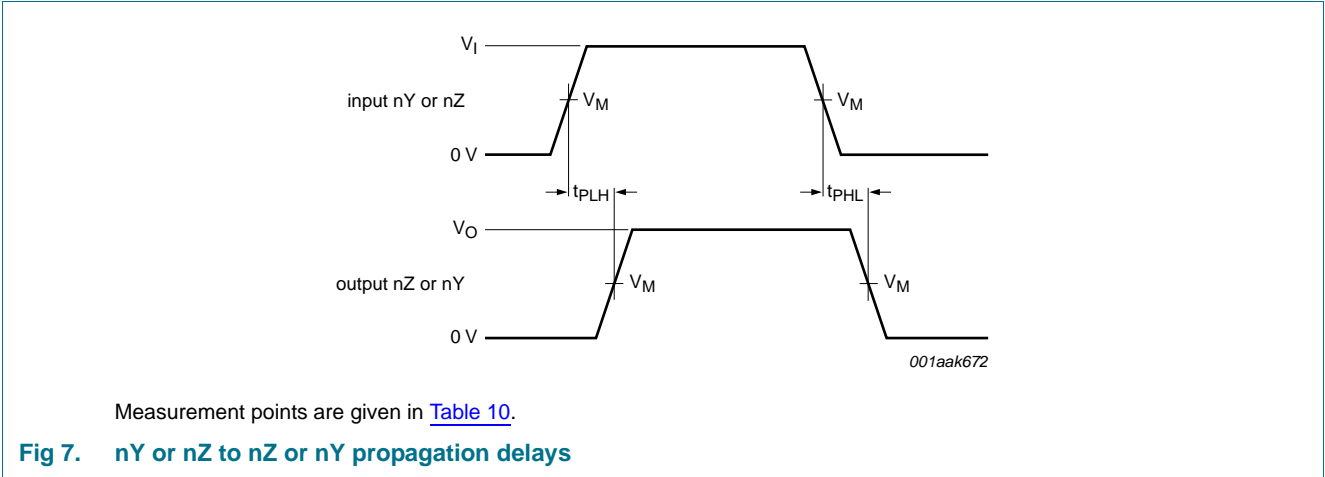 V_I
input nY or nZ
V_M
V_M
0 V
t_PLH
t_PHL
V_O
output nZ or nY
V_M
V_M
0 V
001aak672
Measurement points are given in Table 10.
Fig 7. nY or nZ to nZ or nY propagation delays